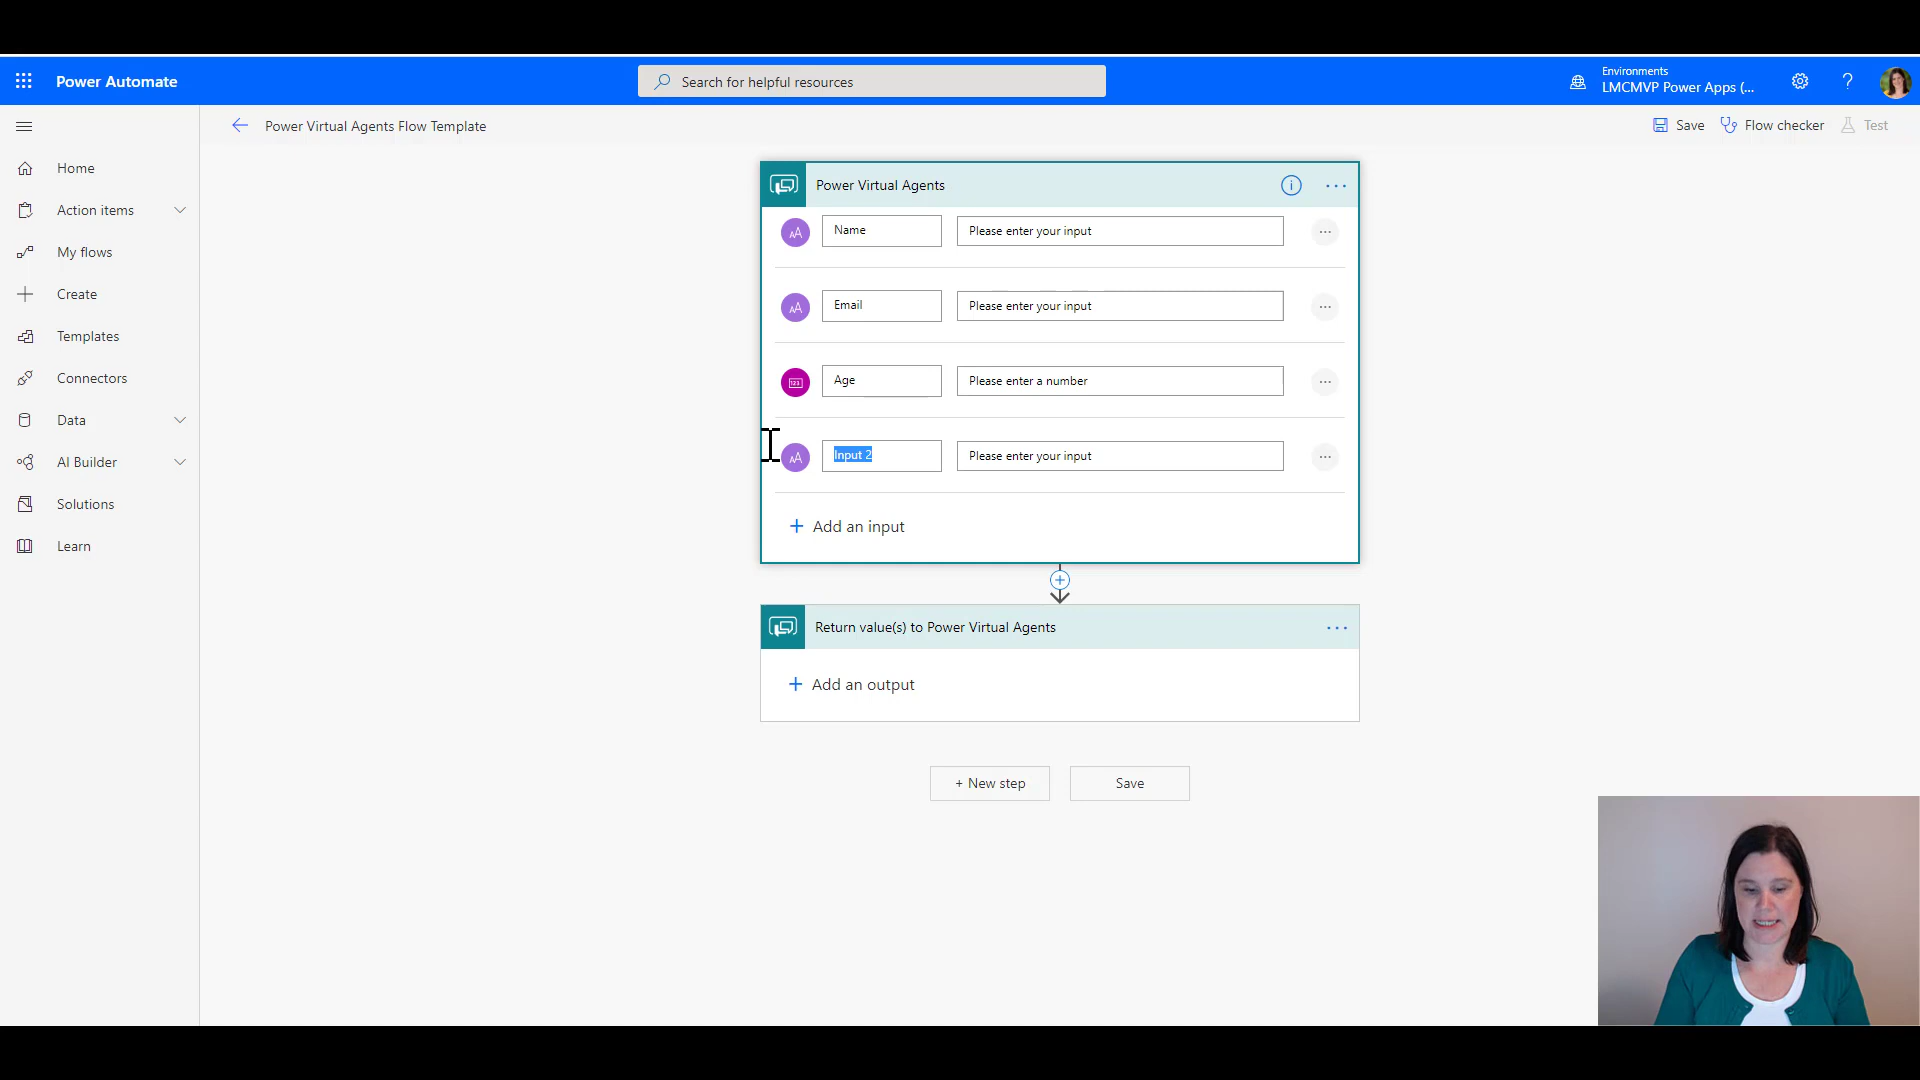 Power Automate
Search for helpful resources
Environments
LMCMVP Power Apps (...
?
Power Virtual Agents Flow Template
Save
Flow checker
Test
Home
Action items
My flows
Create
Templates
Connectors
Data
AI Builder
Solutions
Learn
Power Virtual Agents
Name
Please enter your input
Email
Please enter your input
123
Age
Please enter a number
Input 2
Please enter your input
+ Add an input
Return value(s) to Power Virtual Agents
+ Add an output
+ New step
Save